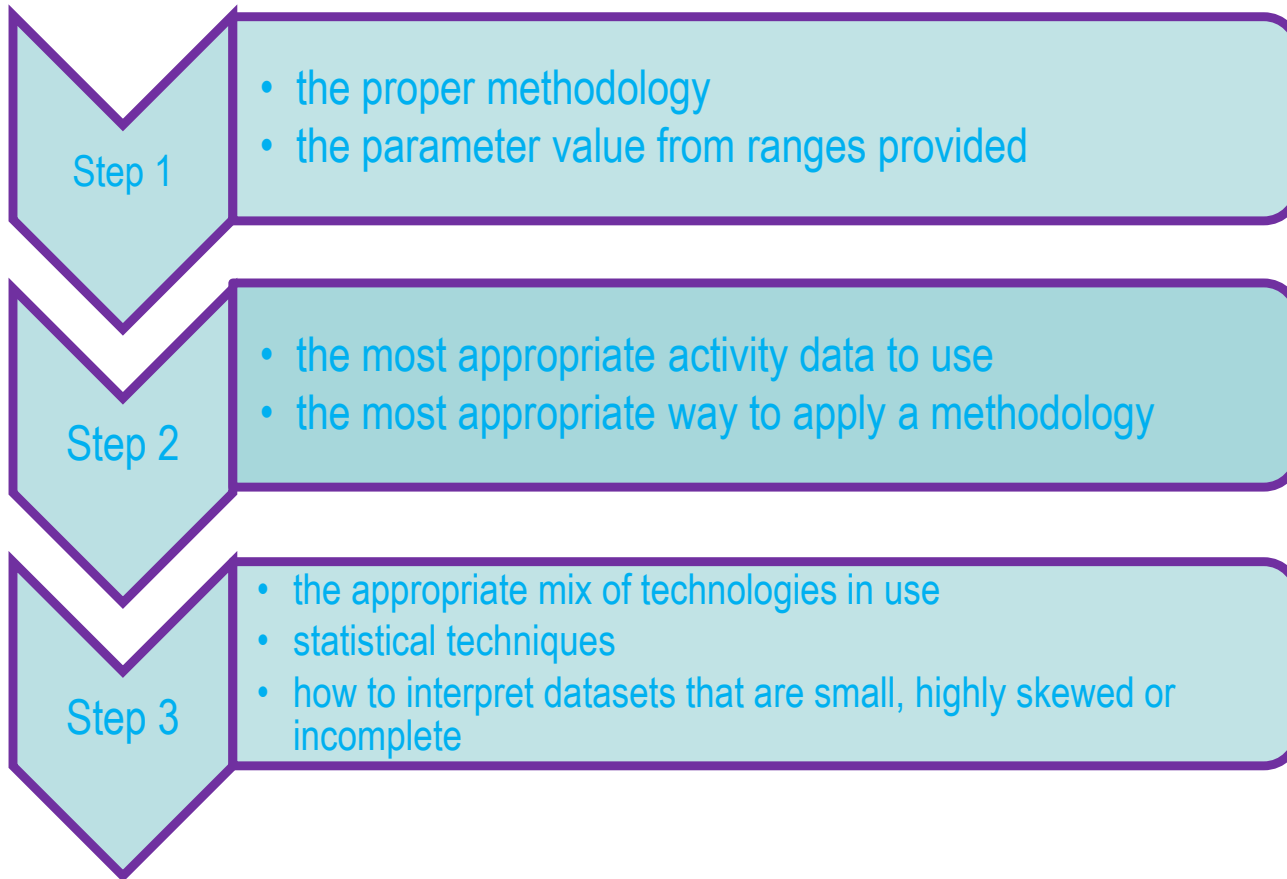 Step 1
• the proper methodology
• the parameter value from ranges provided
Step 2
• the most appropriate activity data to use
• the most appropriate way to apply a methodology
Step 3
• the appropriate mix of technologies in use
• statistical techniques
• how to interpret datasets that are small, highly skewed or
incomplete